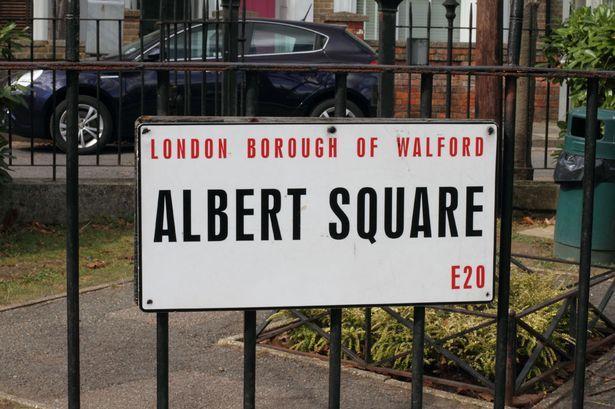 LONDON BOROUGH OF WALFORD
ALBERT SQUARE
E20